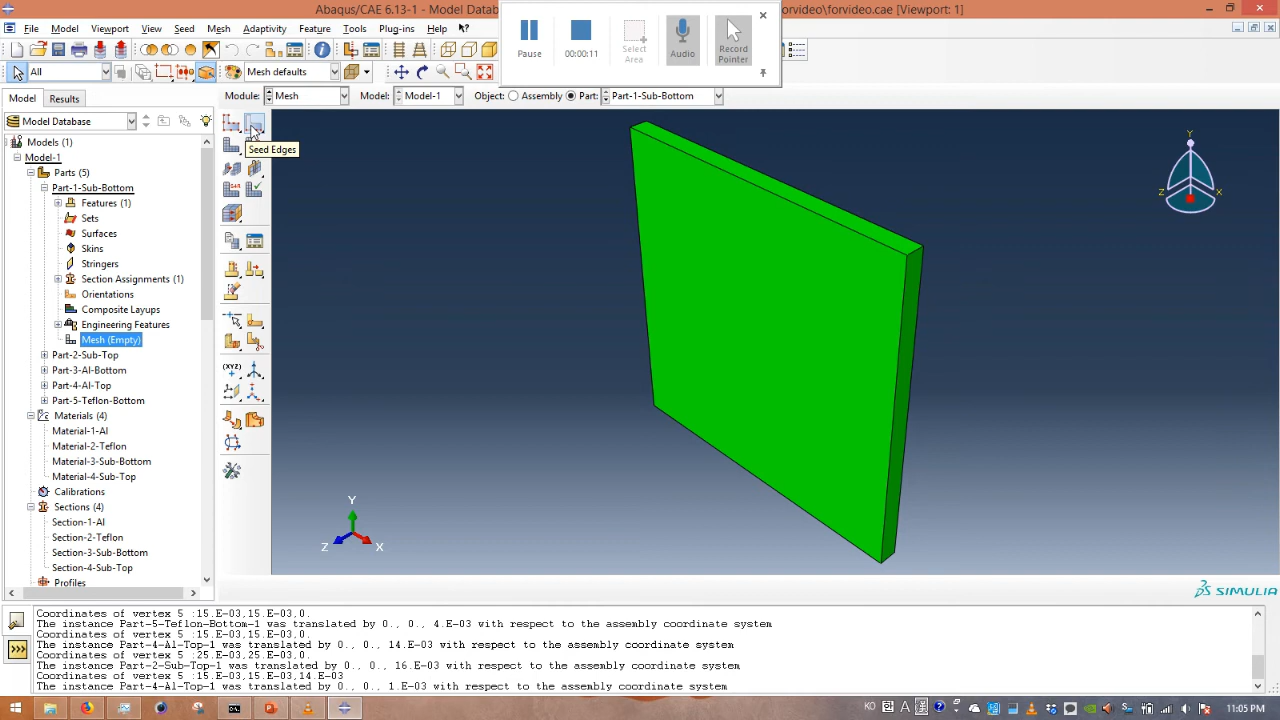 Abaqus/CAE 6.13-1 - Model Datab
forvideo/forvideo.cae [Viewport: 1]
File Model Viewport View Seed Mesh Adaptivity Feature Tools Plug-ins Help
Pause
00:00:11
Select Area
Audio
Record Pointer
All
Mesh defaults
Model Results
Module: Mesh Model: Model-1 Object: Assembly Part: Part-1-Sub-Bottom
Model Database
Seed Edges
Models (1)
Model-1
Parts (5)
Part-1-Sub-Bottom
Features (1)
Sets
Surfaces
Skins
Stringers
Section Assignments (1)
Orientations
Composite Layups
Engineering Features
Mesh (Empty)
Part-2-Sub-Top
Part-3-Al-Bottom
Part-4-Al-Top
Part-5-Teflon-Bottom
Materials (4)
Material-1-Al
Material-2-Teflon
Material-3-Sub-Bottom
Material-4-Sub-Top
Calibrations
Sections (4)
Section-1-Al
Section-2-Teflon
Section-3-Sub-Bottom
Section-4-Sub-Top
Profiles
(XYZ)
Y
Z
X
Y
Z
X
SIMULIA
Coordinates of vertex 5 :15.E-03,15.E-03,0.
The instance Part-5-Teflon-Bottom-1 was translated by 0., 0., 4.E-03 with respect to the assembly coordinate system
Coordinates of vertex 5 :15.E-03,15.E-03,0.
The instance Part-4-Al-Top-1 was translated by 0., 0., 14.E-03 with respect to the assembly coordinate system
Coordinates of vertex 5 :25.E-03,25.E-03,0.
The instance Part-2-Sub-Top-1 was translated by 0., 0., 16.E-03 with respect to the assembly coordinate system
Coordinates of vertex 5 :15.E-03,15.E-03,14.E-03
The instance Part-4-Al-Top-1 was translated by 0., 0., 1.E-03 with respect to the assembly coordinate system
>>>
KO
A
11:05 PM